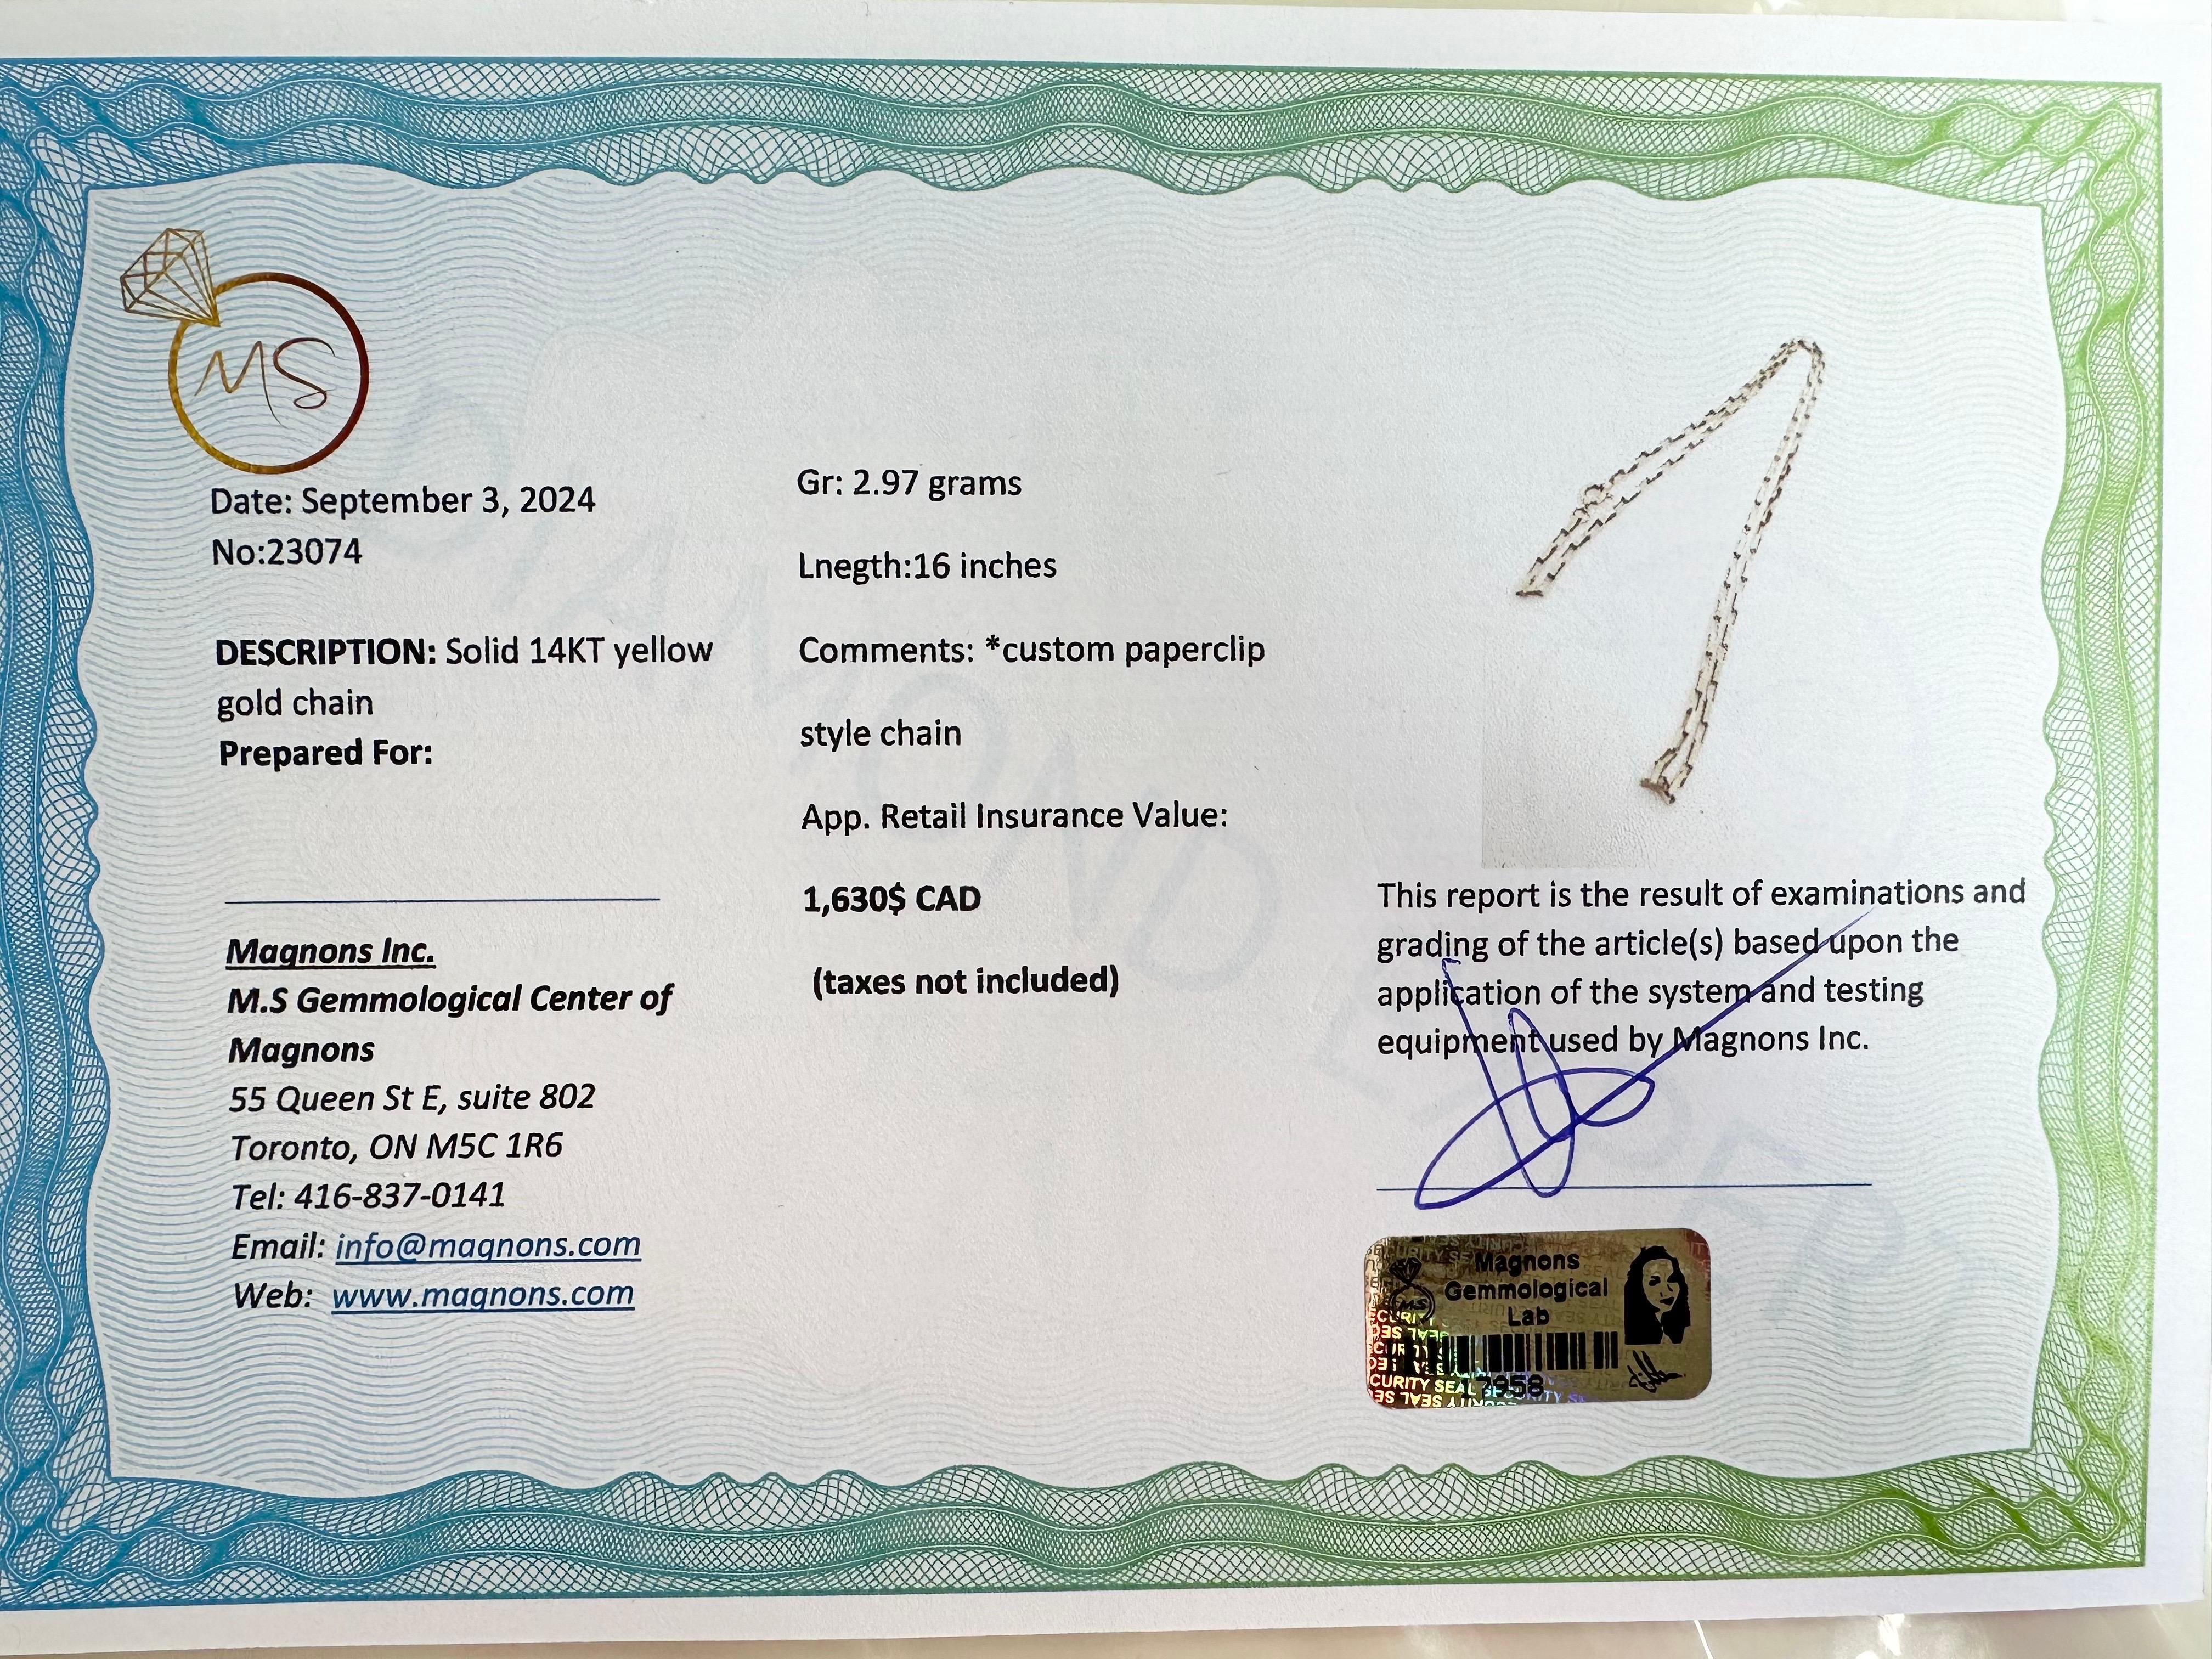 MS
Date: September 3, 2024
No:23074
DESCRIPTION: Solid 14KT yellow
gold chain
Prepared For:
Magnons Inc.
M.S Gemmological Center of
Magnons
55 Queen St E, suite 802
Toronto, ON M5C 1R6
Tel: 416-837-0141
Email: info@magnons.com
Web: www.magnons.com
Gr: 2.97 grams
Lnegth:16 inches
Comments: *custom paperclip
style chain
App. Retail Insurance Value:
1,630$ CAD
(taxes not included)
This report is the result of examinations and
grading of the article(s) based upon the
application of the system and testing
equipment used by Magnons Inc.
Magnons
Gemmological
Lab
MS
17958
SECURITY SEAL